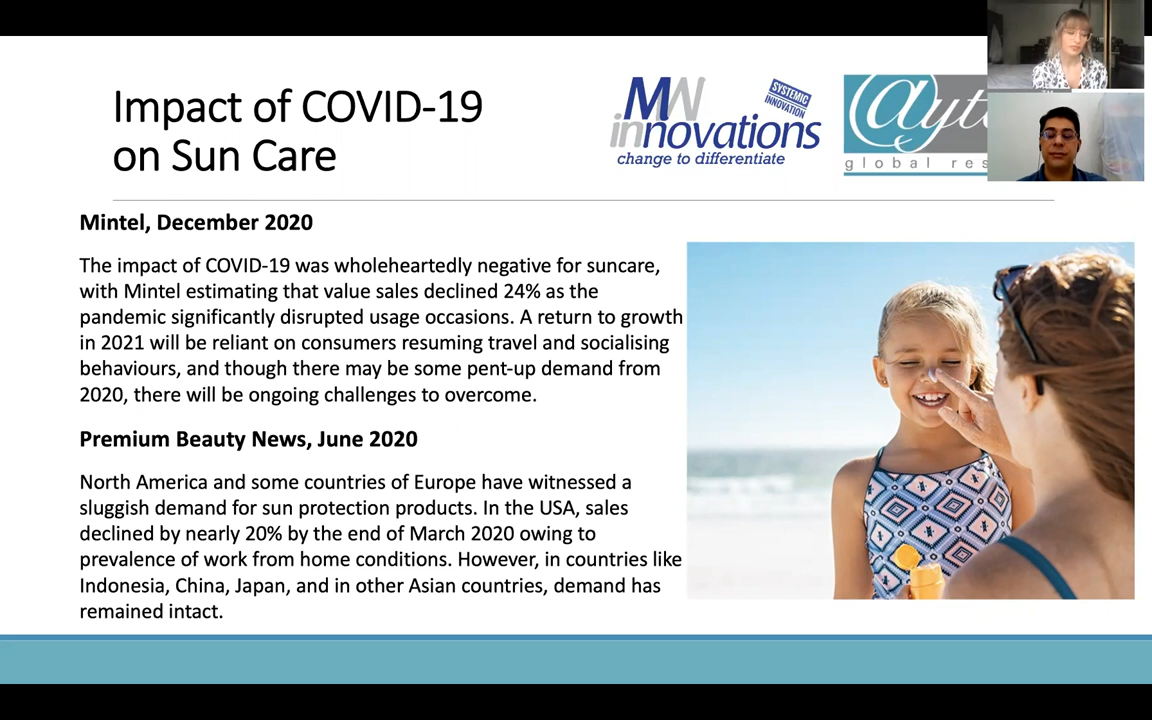 Impact of COVID-19
on Sun Care
MW
innovations
change to differentiate
SYSTEMIC
INNOVATION
global
Mintel, December 2020
The impact of COVID-19 was wholeheartedly negative for suncare,
with Mintel estimating that value sales declined 24% as the
pandemic significantly disrupted usage occasions. A return to growth
in 2021 will be reliant on consumers resuming travel and socialising
behaviours, and though there may be some pent-up demand from
2020, there will be ongoing challenges to overcome.
Premium Beauty News, June 2020
North America and some countries of Europe have witnessed a
sluggish demand for sun protection products. In the USA, sales
declined by nearly 20% by the end of March 2020 owing to
prevalence of work from home conditions. However, in countries like
Indonesia, China, Japan, and in other Asian countries, demand has
remained intact.